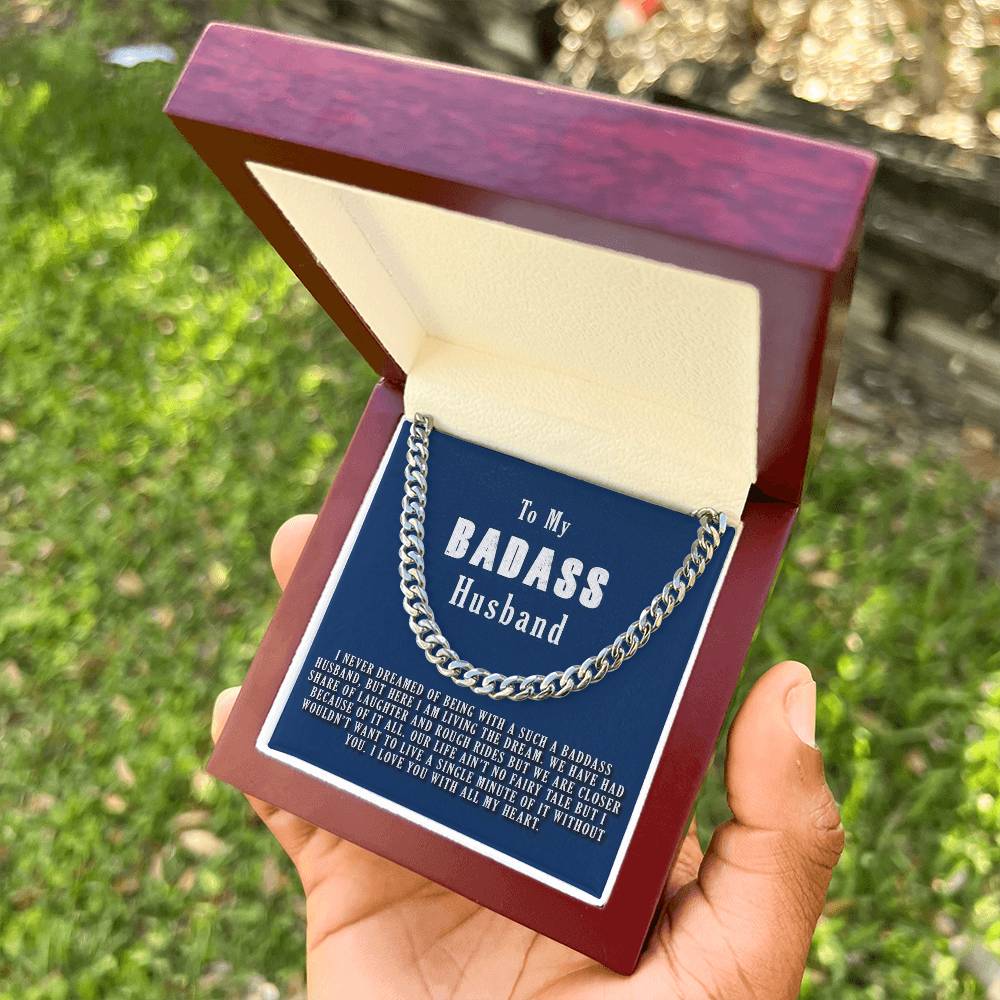 To My
BADASS
Husband
I NEVER DREAMED OF BEING WITH A SUCH A BADDASS
HUSBAND, BUT HERE I AM LIVING THE DREAM. WE HAVE HAD
SHARE OF LAUGHTER AND ROUGH RIDES BUT WE ARE CLOSER
BECAUSE OF IT ALL. OUR LIFE AIN'T NO FAIRY TALE BUT I
WOULDN'T WANT TO LIVE A SINGLE MINUTE OF IT WITHOUT
YOU. I LOVE YOU WITH ALL MY HEART.